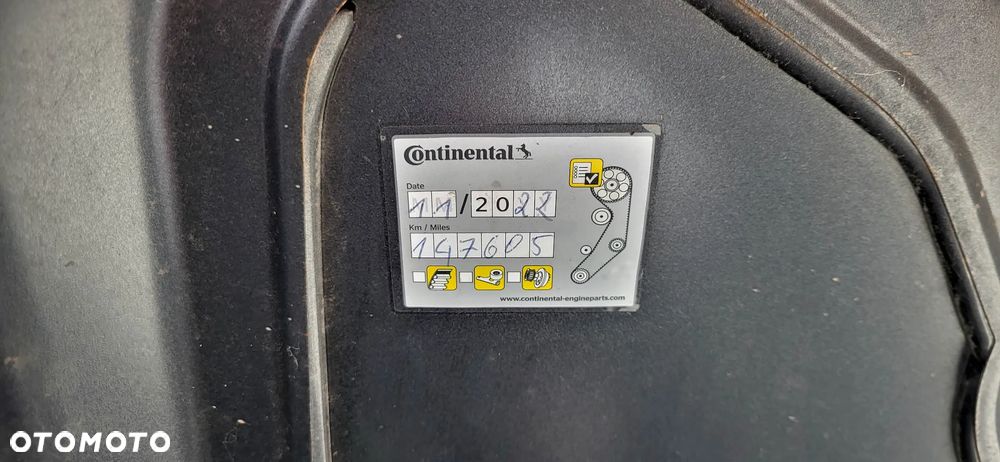 Continental
Date
11/2022
Km / Miles
147605
www.continental-engineparts.com
OTOMOTO